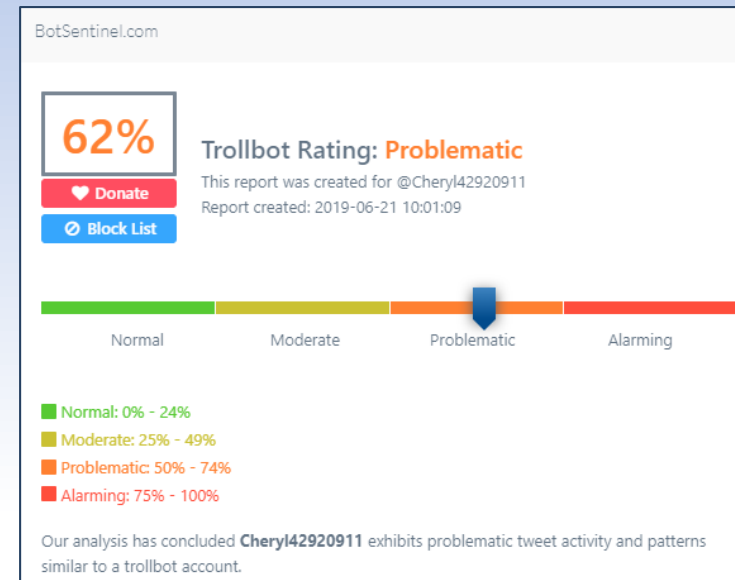 BotSentinel.com
62%
Donate
Block List
Trollbot Rating: Problematic
This report was created for @Cheryl42920911
Report created: 2019-06-21 10:01:09
Normal Moderate Problematic Alarming
Normal: 0% - 24%
Moderate: 25% - 49%
Problematic: 50% - 74%
Alarming: 75% - 100%
Our analysis has concluded Cheryl42920911 exhibits problematic tweet activity and patterns
similar to a trollbot account.